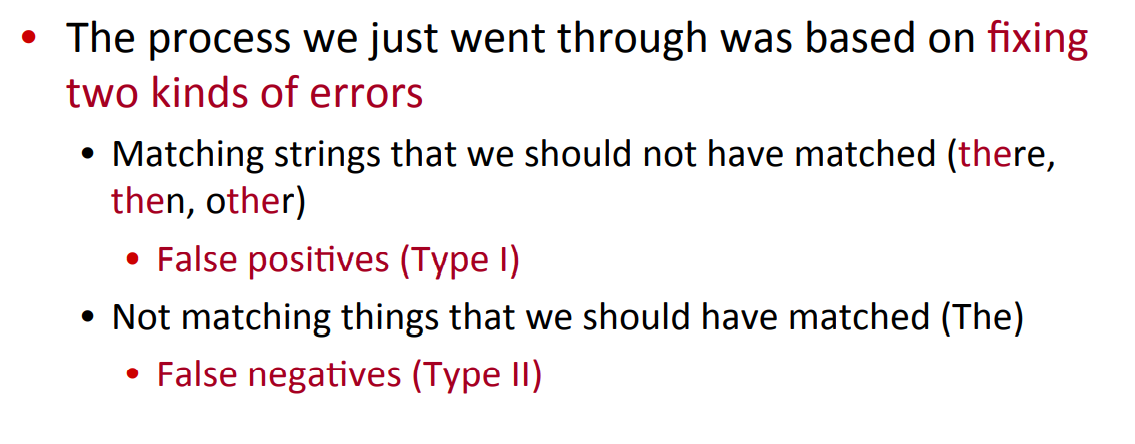 • The process we just went through was based on fixing
two kinds of errors
• Matching strings that we should not have matched (there,
then, other)
• False positives (Type I)
• Not matching things that we should have matched (The)
• False negatives (Type II)